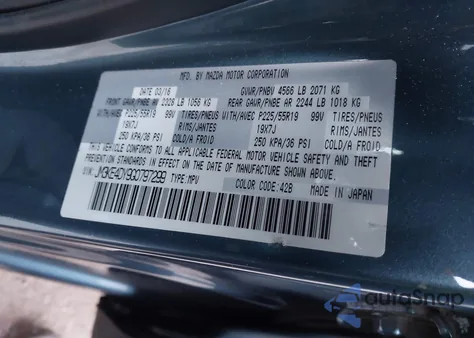 MFD. BY MAZDA MOTOR CORPORATION
DATE 03/16 GVWR/PNBV 4566 LB 2071 KG
FRONT GAWR/PNBE AV 2328 LB 1056 KG REAR GAWR/PNBE AR 2244 LB 1018 KG
WITH/AVEC P225/55R19 99V TIRES/PNEUS WITH/AVEC P225/55R19 99V TIRES/PNEUS
19X7J RIMS/JANTES 19X7J RIMS/JANTES
250 KPA/36 PSI COLD/A FROID 250 KPA/36 PSI COLD/A FROID
THIS VEHICLE CONFORMS TO ALL APPLICABLE FEDERAL MOTOR VEHICLE SAFETY AND
THEFT PREVENTION STANDARDS IN EFFECT ON THE
DATE OF MANUFACTURE SHOWN ABOVE.
TYPE: MPV COLOR CODE: 42B MADE IN JAPAN
autoSnap